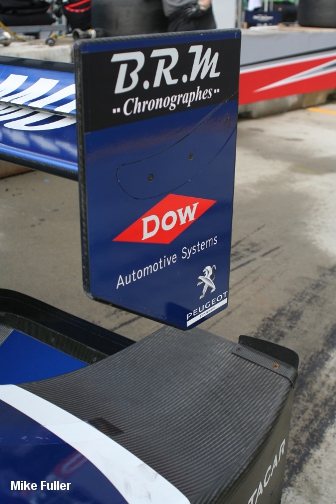 B.R.M
Chronographes
DOW
Automotive Systems
PEUGEOT
Mike Fuller